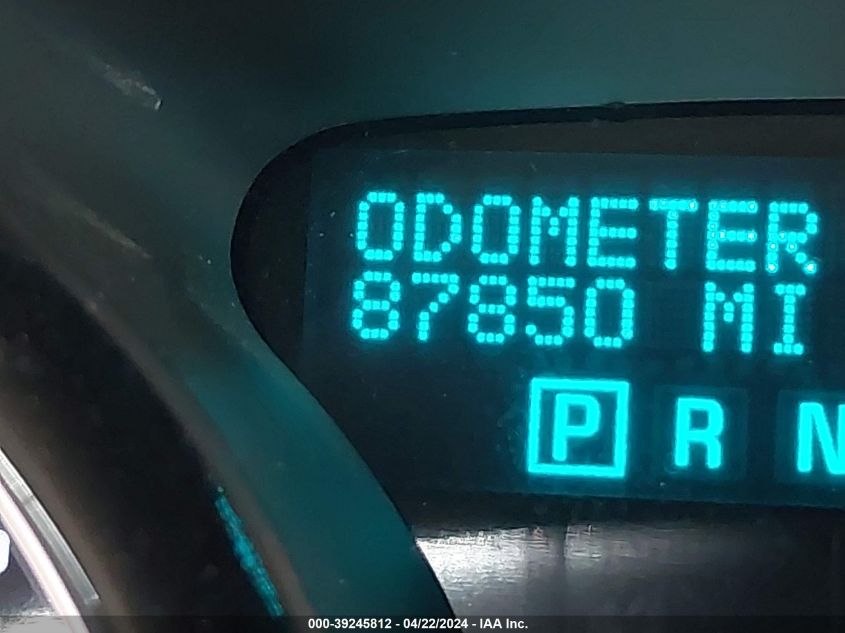 ODOMETER
87850 MI
P R N
000-39245812 - 04/22/2024 - IAA Inc.